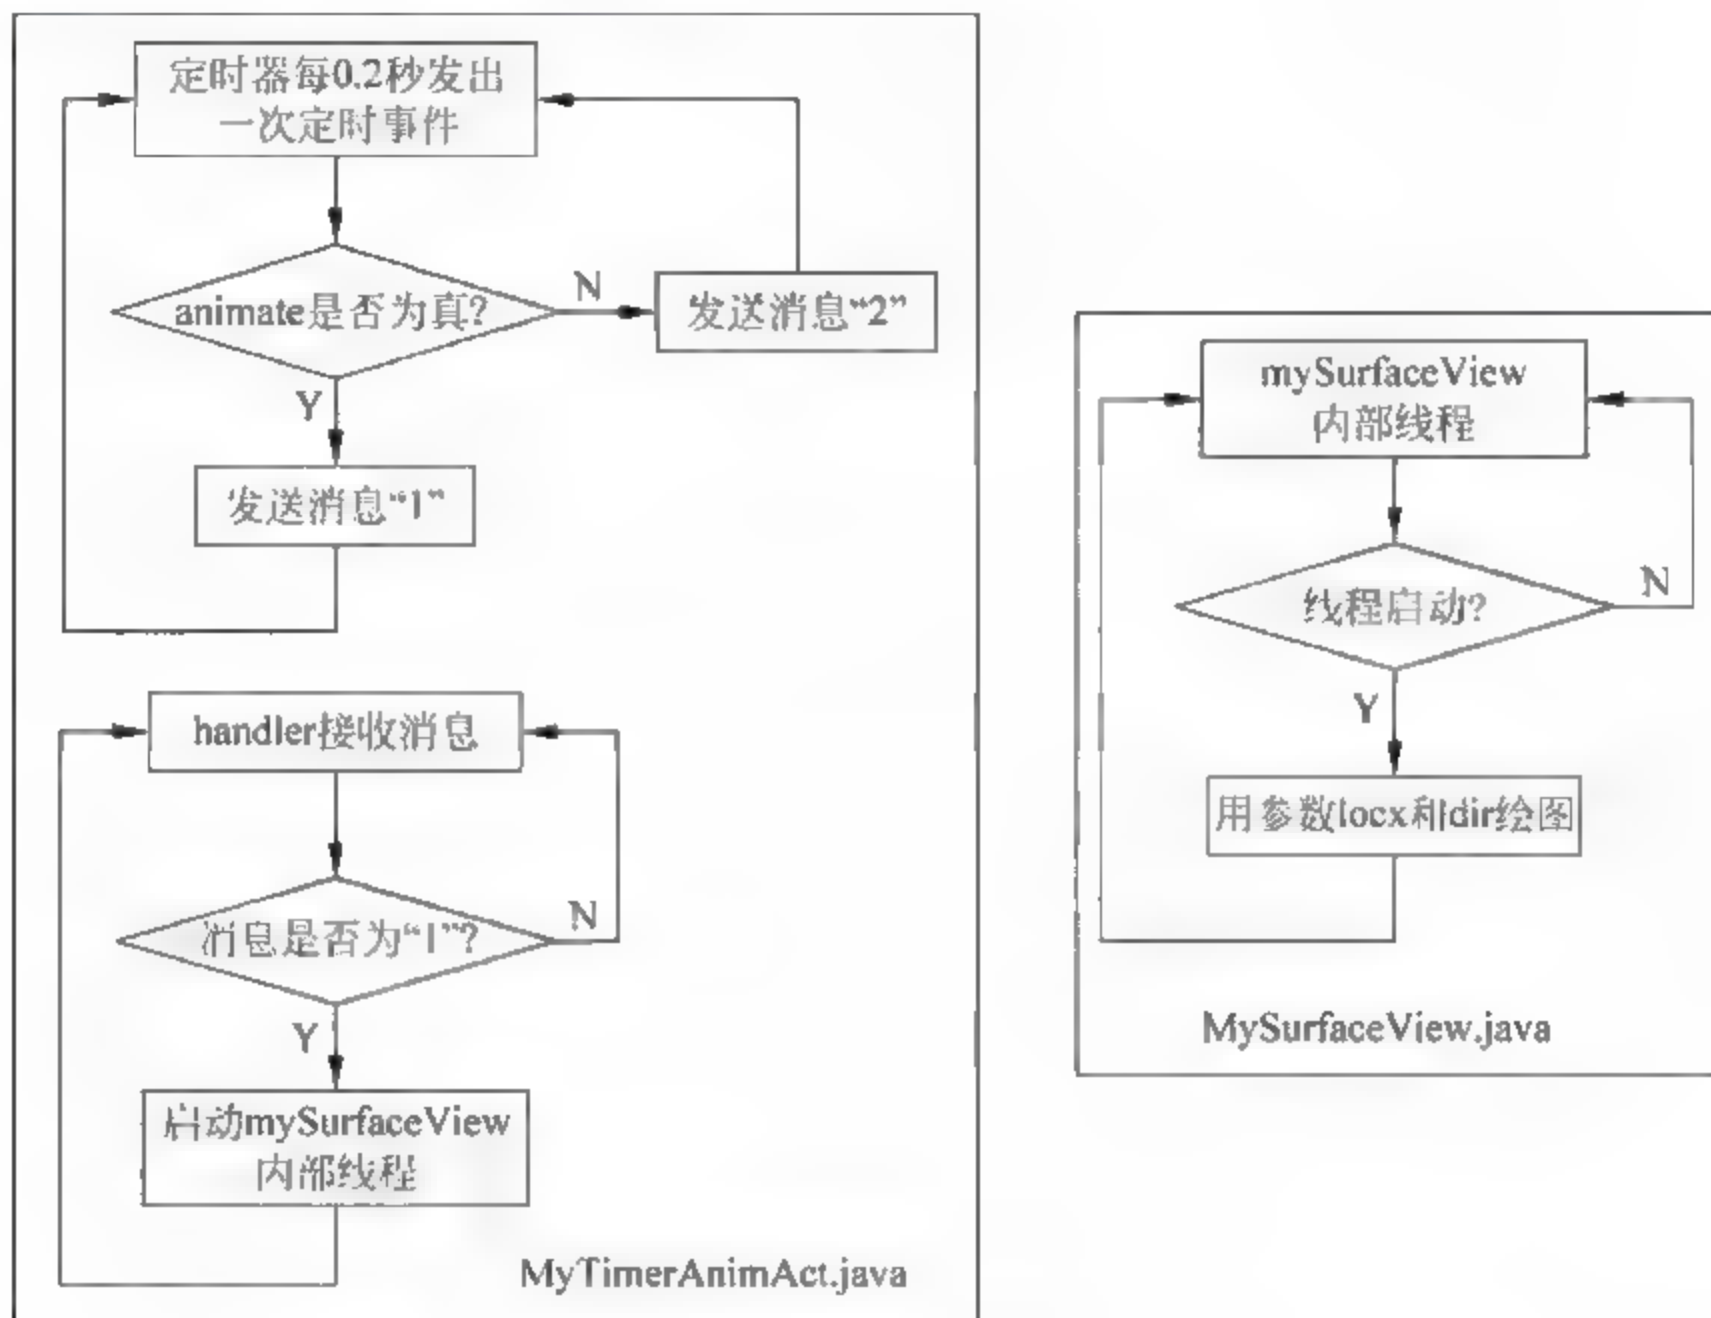 定时器每0.2秒发出
一次定时事件
animate是否为真?
N
发送消息“2”
Y
发送消息“1”
handler接收消息
消息是否为“1”?
N
Y
启动mySurfaceView
内部线程
MyTimerAnimAct.java
mySurfaceView
内部线程
线程启动?
N
Y
用参数locx和dir绘图
MySurfaceView.java